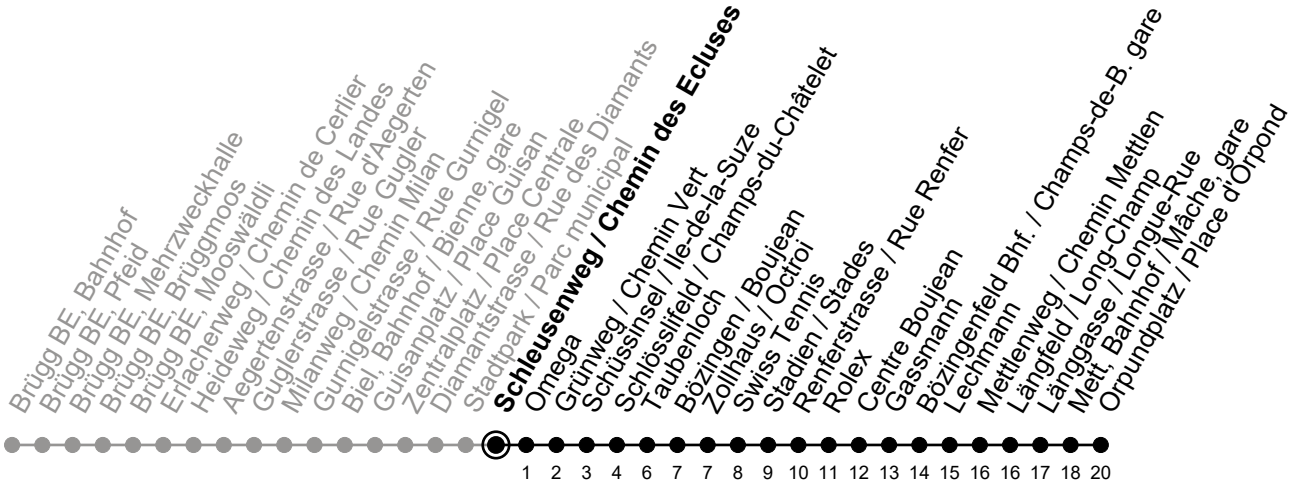 Brügg BE, Bahnhof
Brügg BE, Pfeid
Brügg BE, Mehrzweckhalle
Brügg BE, Brüggmoos
Brügg BE, Mooswäldli
Erlacherweg / Chemin de Cerlier
Heideweg / Chemin des Landes
Aegertenstrasse / Rue d'Aegerten
Guglerstrasse / Rue Gugler
Milanweg / Chemin Milan
Gurnigelstrasse / Rue Gurnigel
Biel, Bahnhof / Bienne, gare
Guisanplatz / Place Guisan
Zentralplatz / Place Centrale
Diamantstrasse / Rue des Diamants
Stadtpark / Parc municipal
Schleusenweg / Chemin des Ecluses
Omega
Grünweg / Chemin Vert
Schüssinsel / Ile-de-la-Suze
Schlösslifeld / Champs-du-Châtelet
Taubenloch
Bözingen / Boujean
Zollhaus / Octroi
Swiss Tennis
Stadien / Stades
Renferstrasse / Rue Renfer
Rolex
Centre Boujean
Gassmann
Bözingenfeld Bhf. / Champs-de-B. gare
Lechmann
Mettlenweg / Chemin Mettlen
Längfeld / Long-Champ
Länggasse / Longue-Rue
Mett, Bahnhof / Mâche, gare
Orpundplatz / Place d'Orpond
1 2 3 4 6 7 7 8 9 10 11 12 13 14 15 16 16 17 18 20